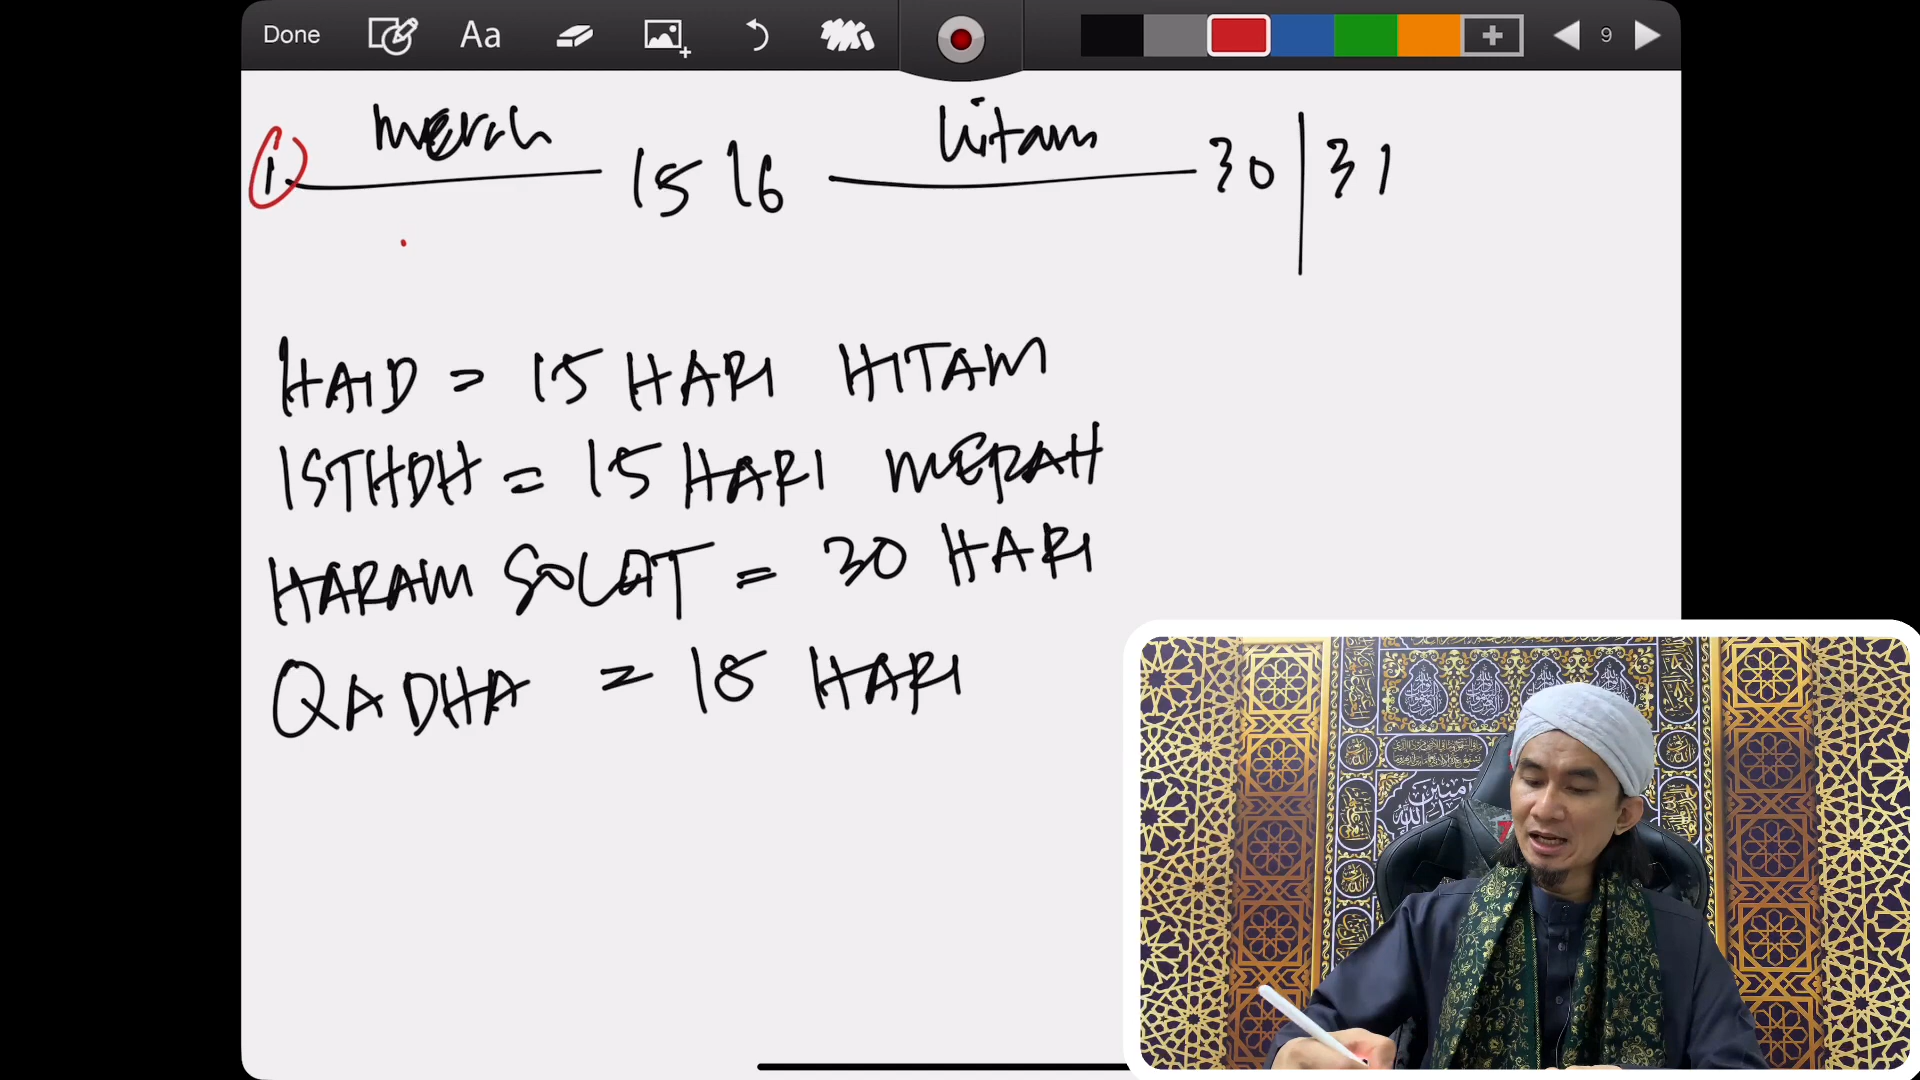 Done Aa 9
merah hitam
1 15 16 30 31
HAID = 15 HARI HITAM
ISTHDH = 15 HARI MERAH
HARAM SOLAT = 30 HARI
QADHA = 15 HARI